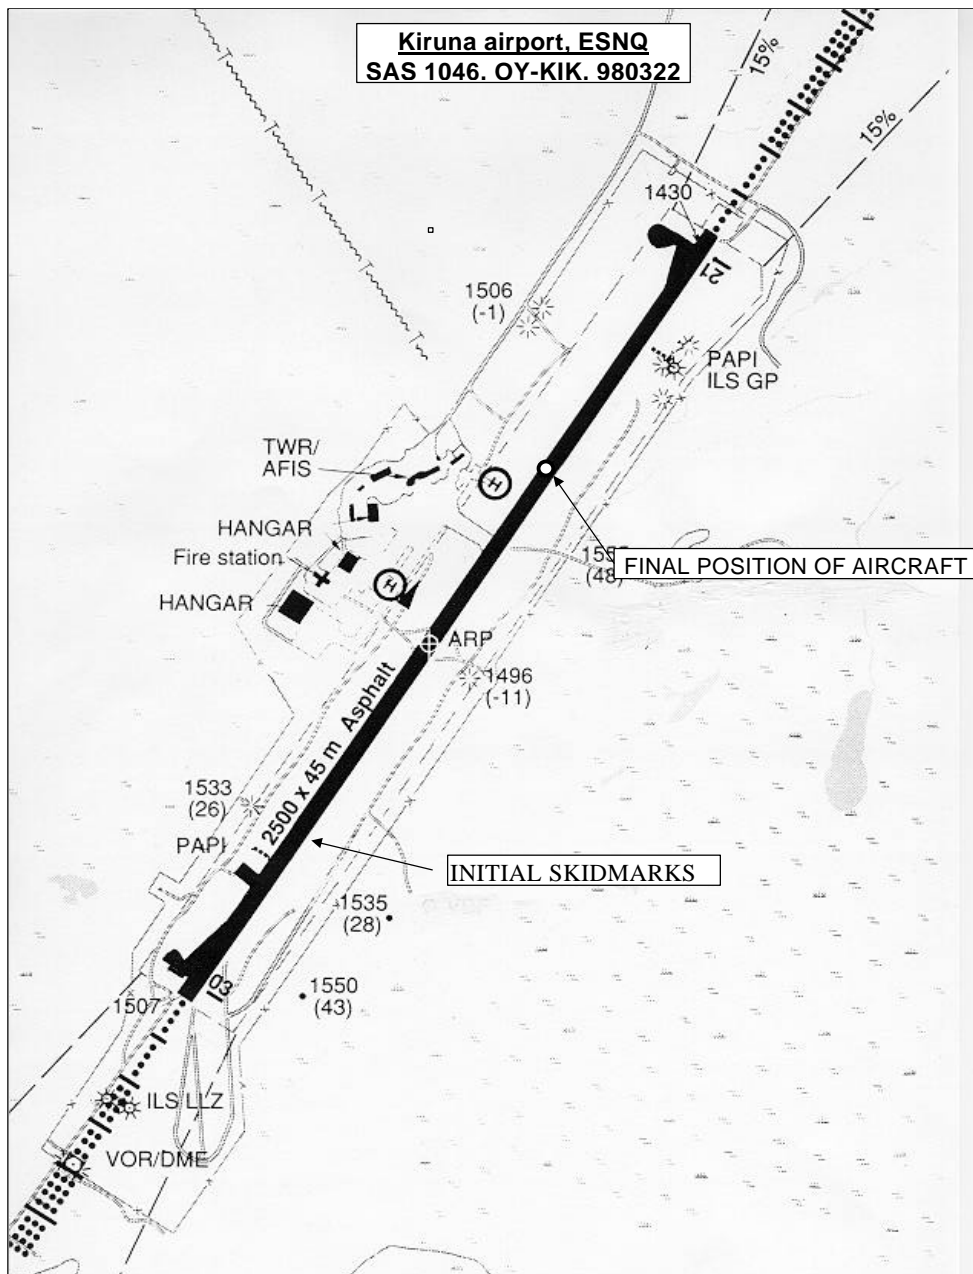 Kiruna airport, ESNQ
SAS 1046. OY-KIK. 980322
15%
15%
1430
21
1506
(-1)
PAPI
ILS GP
TWR/
AFIS
H
HANGAR
Fire station
FINAL POSITION OF AIRCRAFT
(48)
H
HANGAR
ARP
1496
(-11)
2500 x 45 m Asphalt
1533
(26)
PAPI
INITIAL SKIDMARKS
1535
(28)
03
1550
(43)
1507
ILS LLZ
VOR/DME